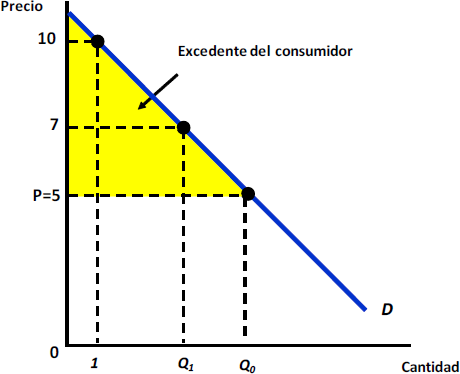 Precio
10
Excedente del consumidor
7
P=5
D
0
1
Q₁
Q₀
Cantidad